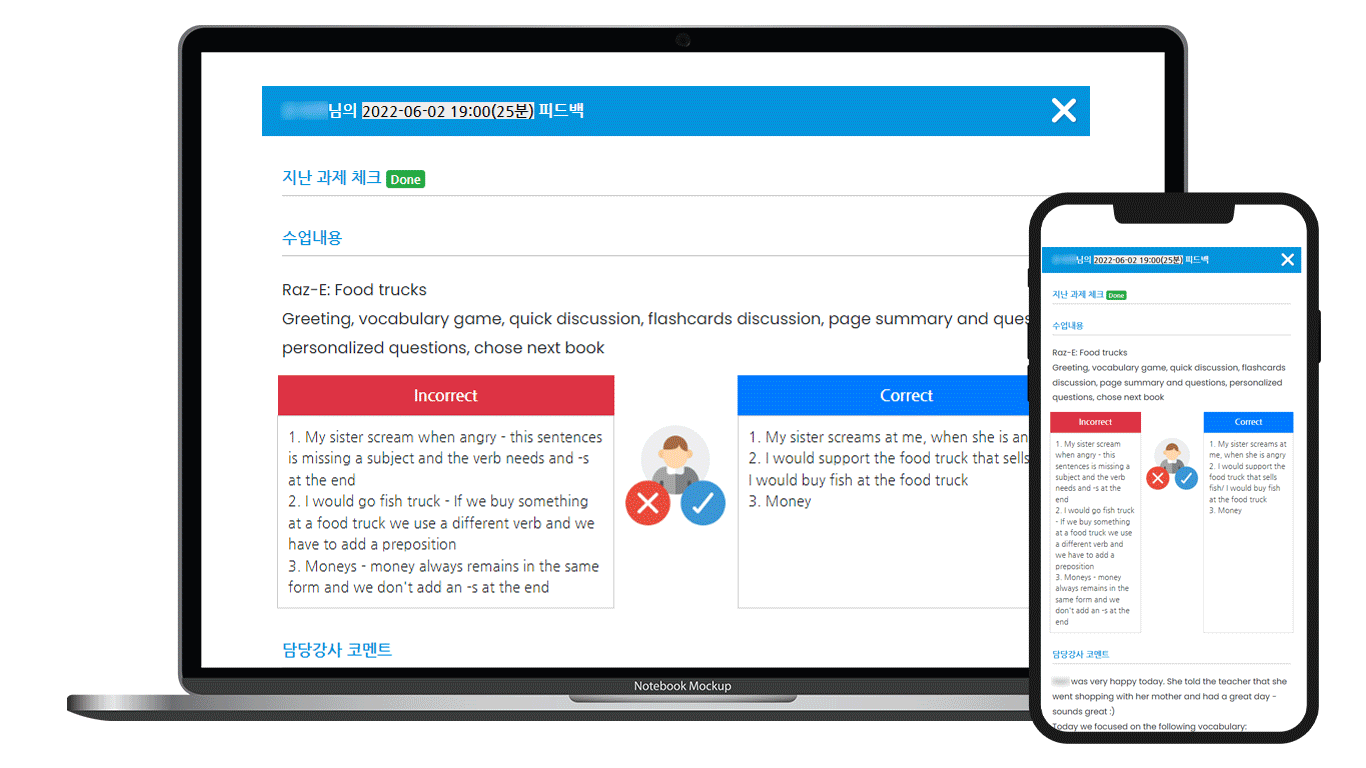 님의 2022-06-02 19:00(25분) 피드백
지난 과제 체크 Done
수업내용
Raz-E: Food trucks
Greeting, vocabulary game, quick discussion, flashcards discussion, page summary and ques
personalized questions, chose next book
Incorrect
1. My sister scream when angry - this sentences
is missing a subject and the verb needs and -s
at the end
2. I would go fish truck - If we buy something
at a food truck we use a different verb and we
have to add a preposition
3. Moneys - money always remains in the same
form and we don't add an -s at the end
Correct
1. My sister screams at me, when she is an
2. I would support the food truck that sells
I would buy fish at the food truck
3. Money
담당강사 코멘트
Notebook Mockup
님의 2022-06-02 19:00(25분) 피드백
지난 과제 체크 Done
수업내용
Raz-E: Food trucks
Greeting, vocabulary game, quick discussion, flashcards
discussion, page summary and questions, personalized
questions, chose next book
Incorrect
1. My sister scream
when angry - this
sentences is missing a
subject and the verb
needs and -s at the
end
2. I would go fish truck
- If we buy something
at a food truck we use
a different verb and
we have to add a
preposition
3. Moneys - money
always remains in the
same form and we
don't add an -s at the
end
Correct
1. My sister screams at
me, when she is angry
2. I would support the
food truck that sells
fish/ I would buy fish
at the food truck
3. Money
담당강사 코멘트
was very happy today. She told the teacher that she
went shopping with her mother and had a great day -
sounds great :)
Today we focused on the following vocabulary: